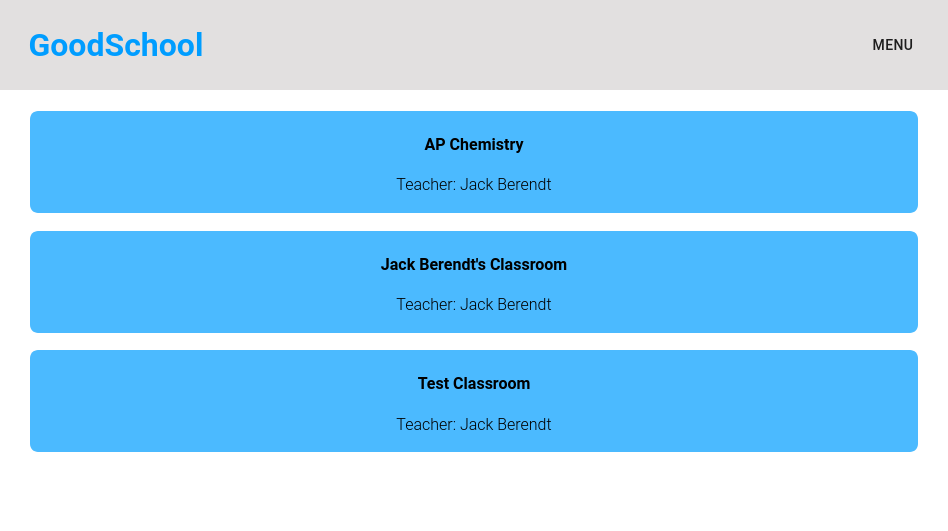 GoodSchool
MENU
AP Chemistry
Teacher: Jack Berendt
Jack Berendt's Classroom
Teacher: Jack Berendt
Test Classroom
Teacher: Jack Berendt